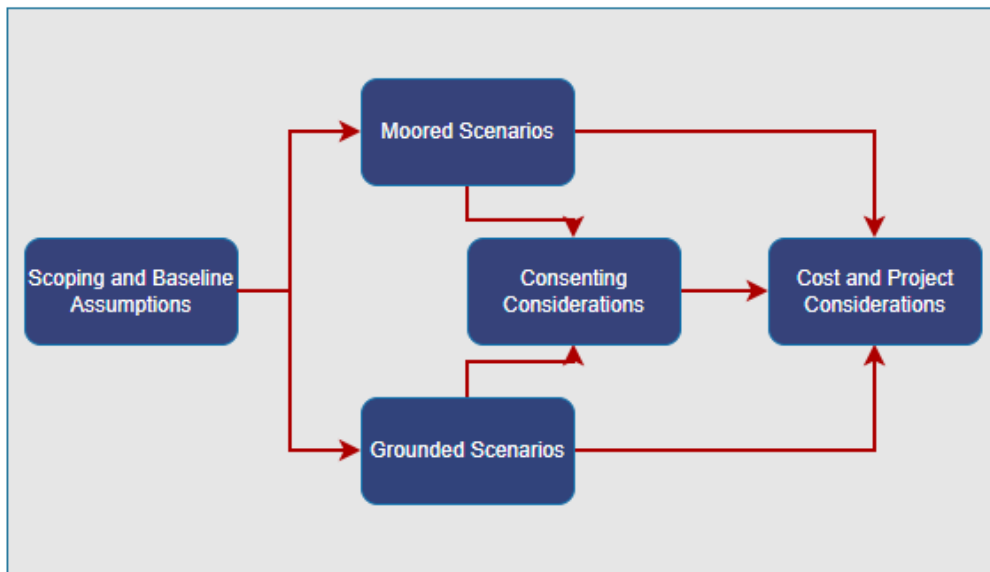 Moored Scenarios
Scoping and Baseline
Assumptions
Consenting
Considerations
Cost and Project
Considerations
Grounded Scenarios